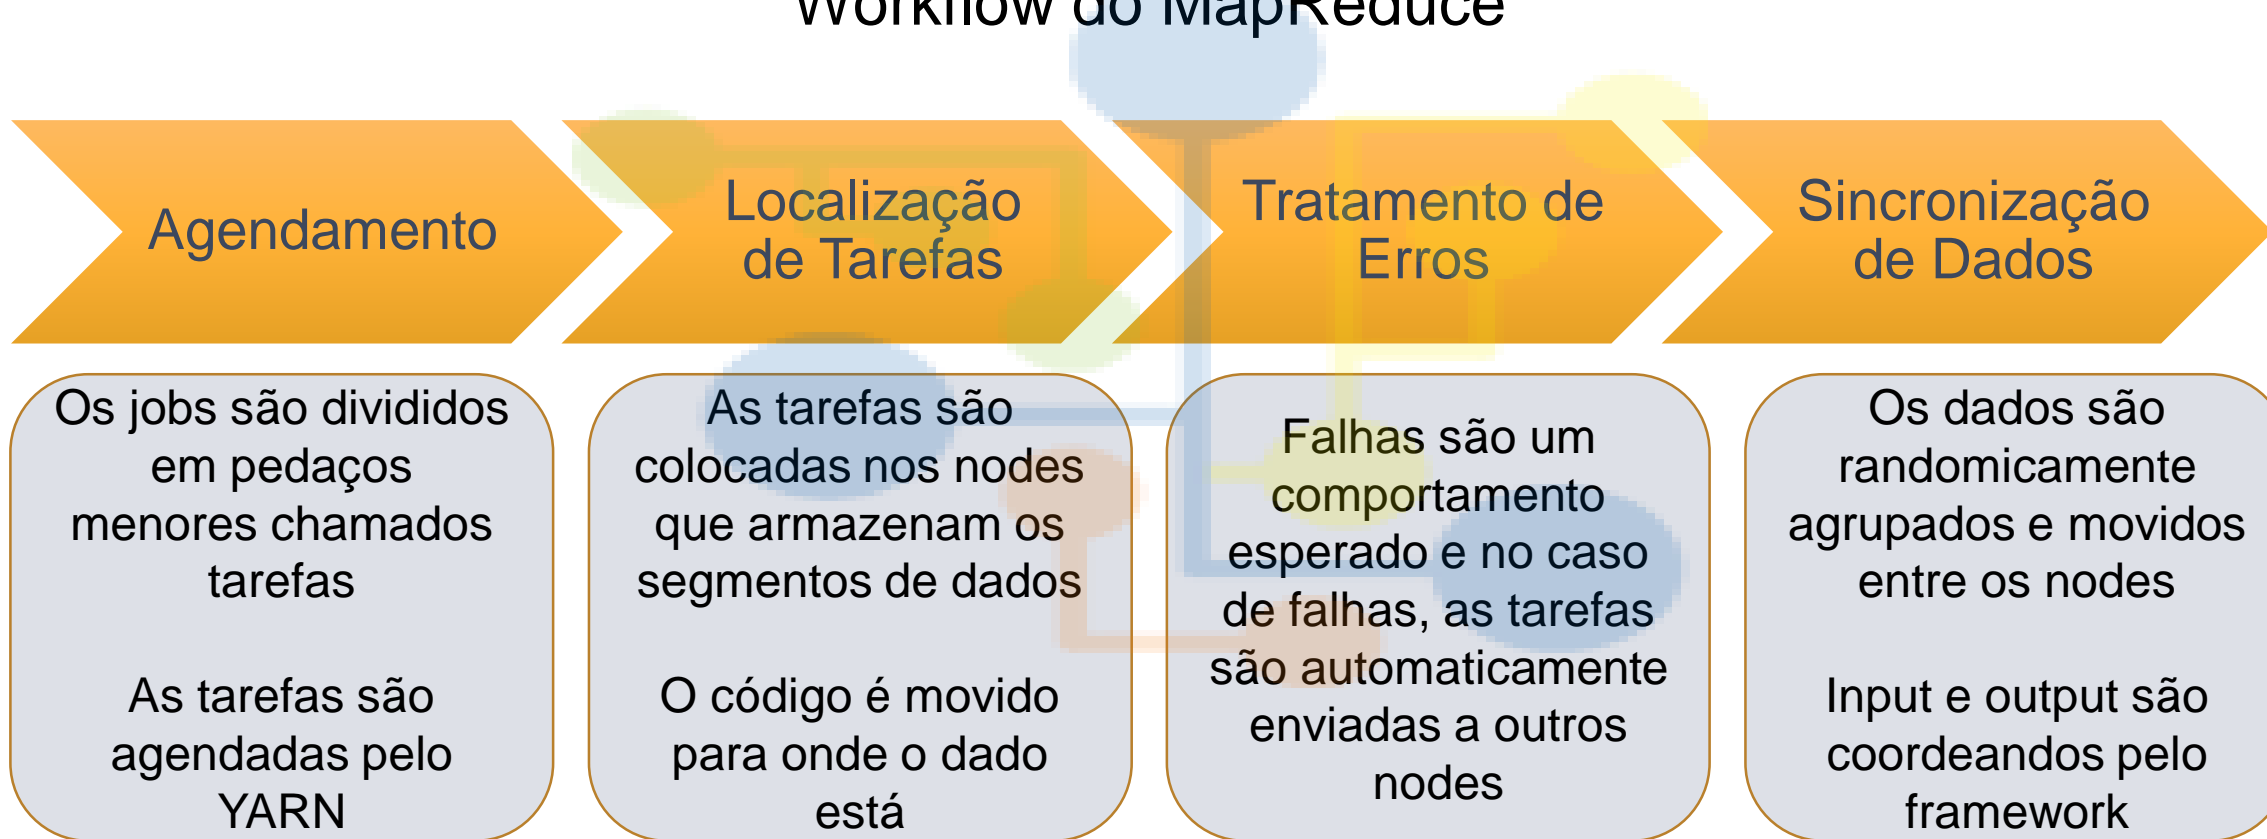 Workflow do MapReduce
Agendamento
Localização
de Tarefas
Tratamento de
Erros
Sincronização
de Dados
Os jobs são divididos
em pedaços
menores chamados
tarefas
As tarefas são
agendadas pelo
YARN
As tarefas são
colocadas nos nodes
que armazenam os
segmentos de dados
O código é movido
para onde o dado
está
Falhas são um
comportamento
esperado e no caso
de falhas, as tarefas
são automaticamente
enviadas a outros
nodes
Os dados são
randomicamente
agrupados e movidos
entre os nodes
Input e output são
coordeandos pelo
framework